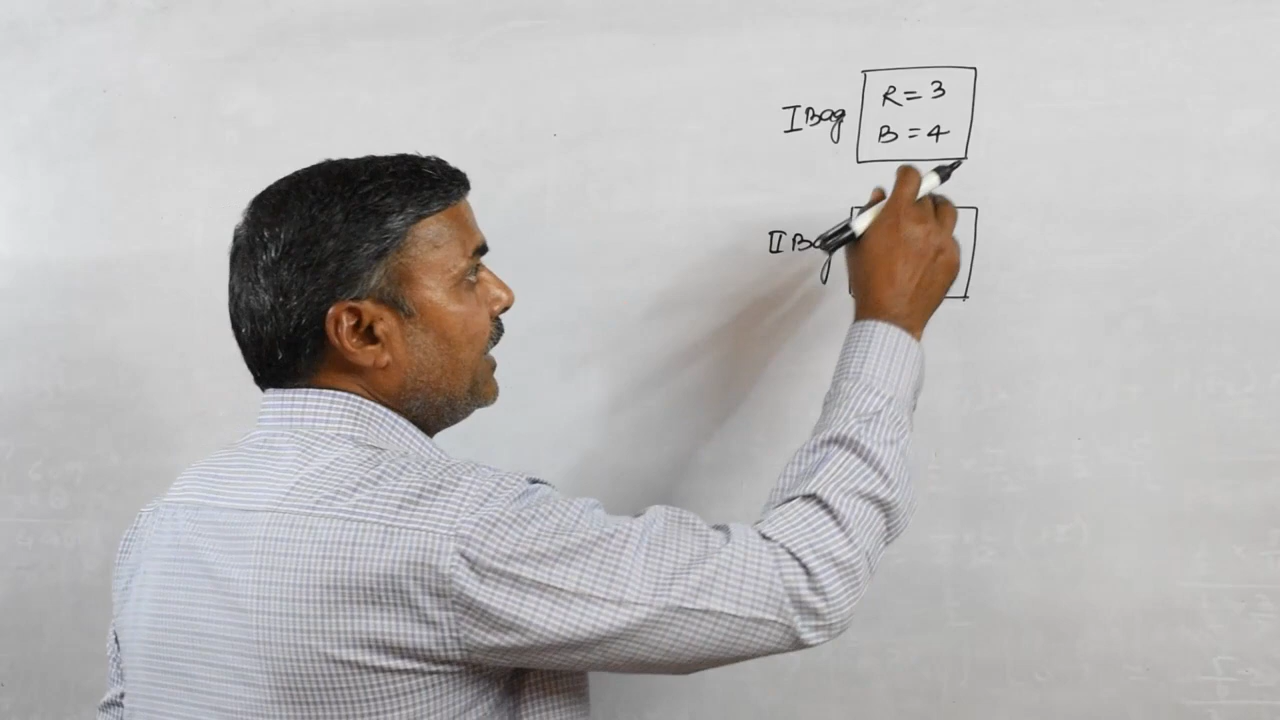 I Bag
R = 3
B = 4
II Bag